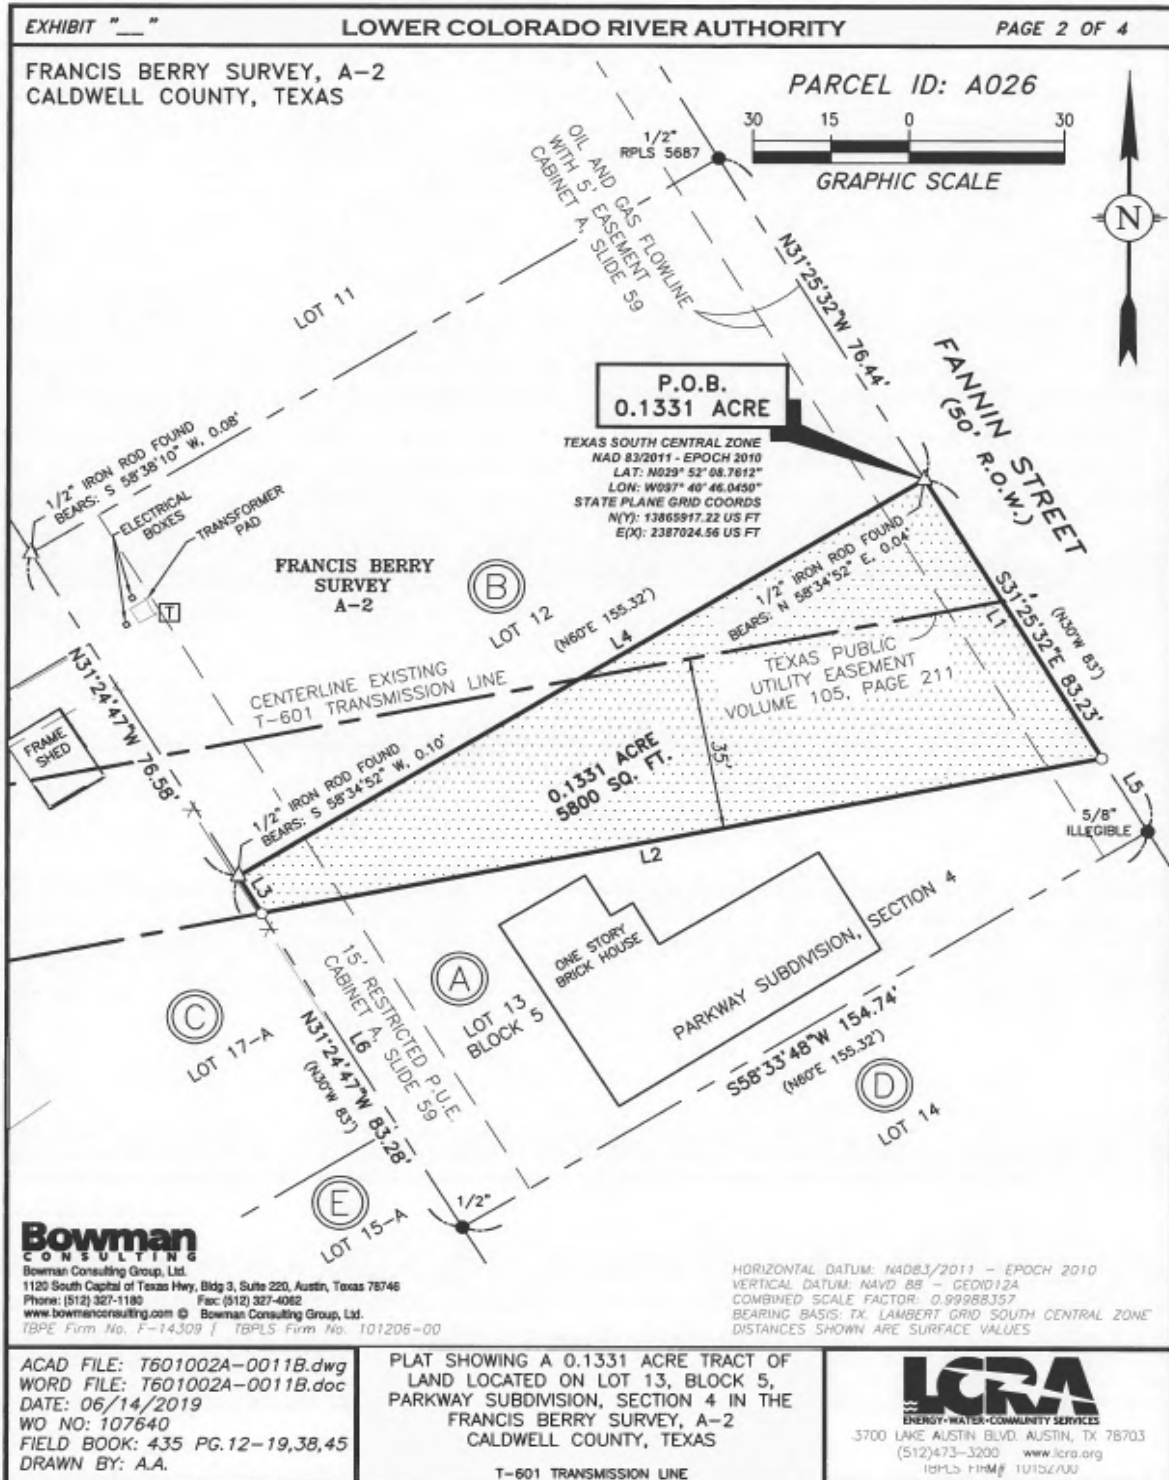 EXHIBIT "__"
LOWER COLORADO RIVER AUTHORITY
PAGE 2 OF 4
FRANCIS BERRY SURVEY, A-2
CALDWELL COUNTY, TEXAS
PARCEL ID: A026
30 15 0 30
GRAPHIC SCALE
N
1/2"
RPLS 5687
OIL AND GAS FLOWLINE
WITH 5' EASEMENT
CABINET A, SLIDE 59
N31°25'32"W 76.44'
FANNIN STREET
(50' R.O.W.)
LOT 11
P.O.B.
0.1331 ACRE
TEXAS SOUTH CENTRAL ZONE
NAD 83/2011 - EPOCH 2010
LAT: N029° 52' 08.7612"
LON: W097° 40' 46.0450"
STATE PLANE GRID COORDS
N(Y): 13865917.22 US FT
E(X): 2387024.56 US FT
1/2" IRON ROD FOUND
BEARS: S 58°38'10" W, 0.08'
ELECTRICAL
BOXES
TRANSFORMER
PAD
T
FRANCIS BERRY
SURVEY
A-2
B
LOT 12
(N60°E 155.32')
L4
1/2" IRON ROD FOUND
BEARS: N 58°34'52" E, 0.04'
S31°25'32"E 83.23'
(N30°W 83')
L1
TEXAS PUBLIC
UTILITY EASEMENT
VOLUME 105, PAGE 211
CENTERLINE EXISTING
T-601 TRANSMISSION LINE
N31°24'47"W 76.58'
FRAME
SHED
1/2" IRON ROD FOUND
BEARS: S 58°34'52" W, 0.10'
0.1331 ACRE
5800 SQ. FT.
35'
L5
5/8"
ILLEGIBLE
L2
L3
ONE STORY
BRICK HOUSE
PARKWAY SUBDIVISION, SECTION 4
A
LOT 13
BLOCK 5
15' RESTRICTED P.U.E.
CABINET A, SLIDE 59
C
LOT 17-A
L6
N31°24'47"W 83.28'
(N30°W 83')
S58°33'48"W 154.74'
(N60°E 155.32')
D
LOT 14
E
LOT 15-A
1/2"
Bowman
CONSULTING
Bowman Consulting Group, Ltd.
1120 South Capital of Texas Hwy, Bldg 3, Suite 220, Austin, Texas 78746
Phone: (512) 327-1180 Fax: (512) 327-4062
www.bowmanconsulting.com © Bowman Consulting Group, Ltd.
TBPE Firm No. F-14309 | TBPLS Firm No. 101206-00
HORIZONTAL DATUM: NAD83/2011 - EPOCH 2010
VERTICAL DATUM: NAVD 88 - GEOID12A
COMBINED SCALE FACTOR: 0.99988357
BEARING BASIS: TX. LAMBERT GRID SOUTH CENTRAL ZONE
DISTANCES SHOWN ARE SURFACE VALUES
ACAD FILE: T601002A-0011B.dwg
WORD FILE: T601002A-0011B.doc
DATE: 06/14/2019
WO NO: 107640
FIELD BOOK: 435 PG.12-19,38,45
DRAWN BY: A.A.
PLAT SHOWING A 0.1331 ACRE TRACT OF
LAND LOCATED ON LOT 13, BLOCK 5,
PARKWAY SUBDIVISION, SECTION 4 IN THE
FRANCIS BERRY SURVEY, A-2
CALDWELL COUNTY, TEXAS
T-601 TRANSMISSION LINE
LCRA
ENERGY•WATER•COMMUNITY SERVICES
3700 LAKE AUSTIN BLVD. AUSTIN, TX 78703
(512)473-3200 www.lcra.org
TBPLS FIRM# 10152700